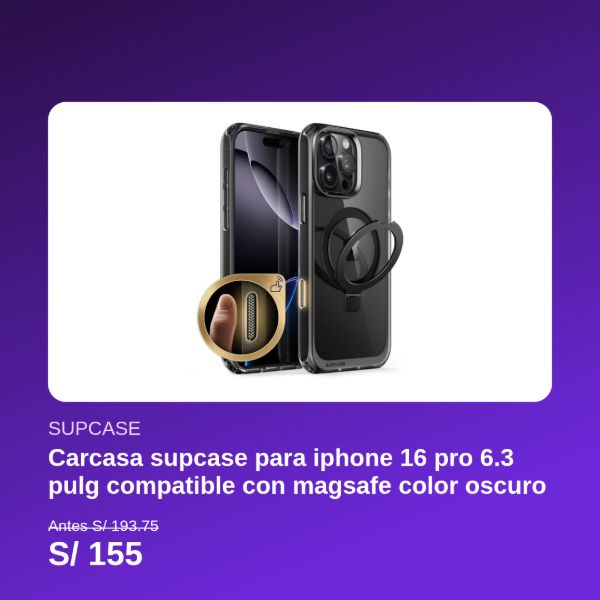 SUPCASE
SUPCASE
Carcasa supcase para iphone 16 pro 6.3
pulg compatible con magsafe color oscuro
Antes S/ 193.75
S/ 155